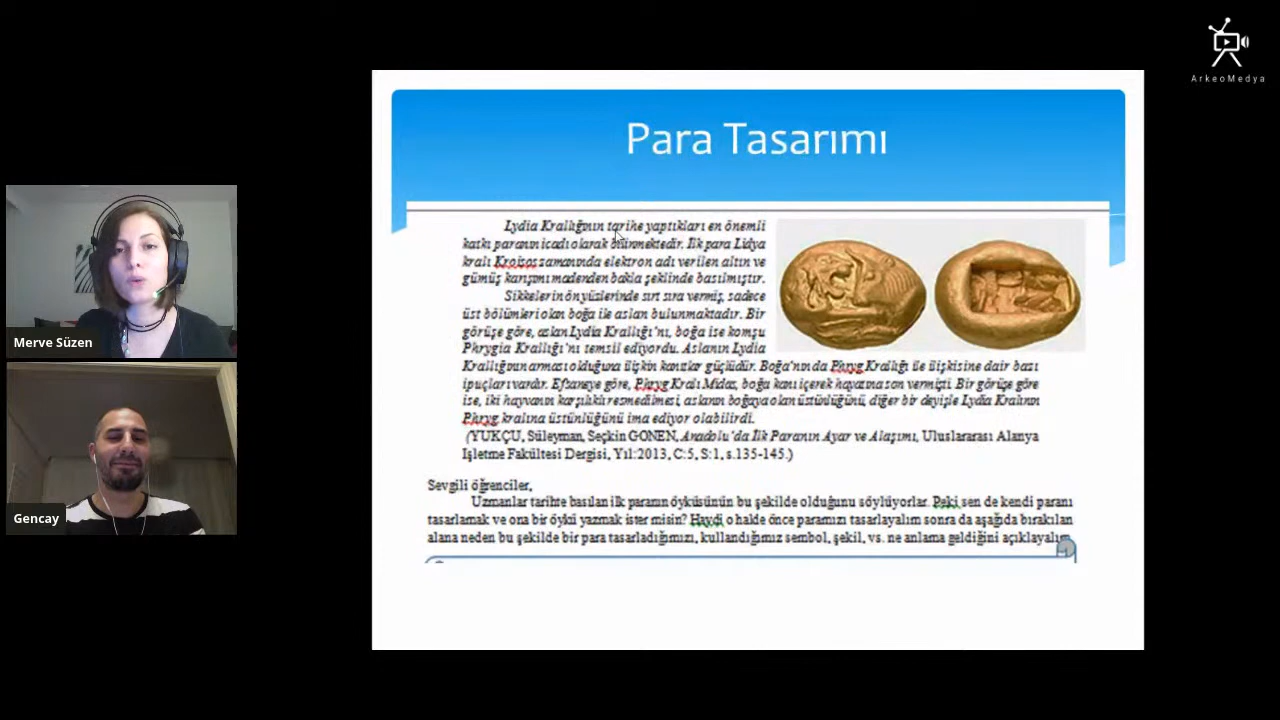 ArkeoMedya
Para Tasarımı
Lydia Krallığının tarihe yaptıkları en önemli
katkı paranın icadı olarak bilinmektedir. İlk para Lidya
kralı Kroisos zamanında elektron adı verilen altın ve
gümüş karışımı madenden bakla şeklinde basılmıştır.
Sikkelerin ön yüzlerinde sırt sıra vermiş, sadece
üst bölümleri olan boğa ile aslan bulunmaktadır. Bir
görüşe göre, aslan Lydia Krallığı'nı, boğa ise komşu
Phrygia Krallığı'nı temsil ediyordu. Aslanın Lydia
Krallığının arması olduğuna ilişkin kanıtlar güçlüdür. Boğa'nın da Phryg Krallığı ile ilişkisine dair bazı
ipuçları vardır. Efsaneye göre, Phryg Kralı Midas, boğa kanı içerek hayatına son vermişti. Bir görüşe göre
ise, iki hayvanın karşılıklı resmedilmesi, aslanın boğaya olan üstünlüğünü, diğer bir deyişle Lydia Kralının
Phryg kralına üstünlüğünü ima ediyor olabilirdi.
(YUKÇU, Süleyman, Seçkin GONEN, Anadolu'da İlk Paranın Ayar ve Alaşımı, Uluslararası Alanya
İşletme Fakültesi Dergisi, Yıl:2013, C:5, S:1, s.135-145.)
Sevgili öğrenciler,
Uzmanlar tarihte basılan ilk paranın öyküsünün bu şekilde olduğunu söylüyorlar. Peki sen de kendi paranı
tasarlamak ve ona bir öykü yazmak ister misin? Haydi o halde önce paramızı tasarlayalım sonra da aşağıda bırakılan
alana neden bu şekilde bir para tasarladığımızı, kullandığımız sembol, şekil, vs. ne anlama geldiğini açıklayalım.
Merve Süzen
Gencay